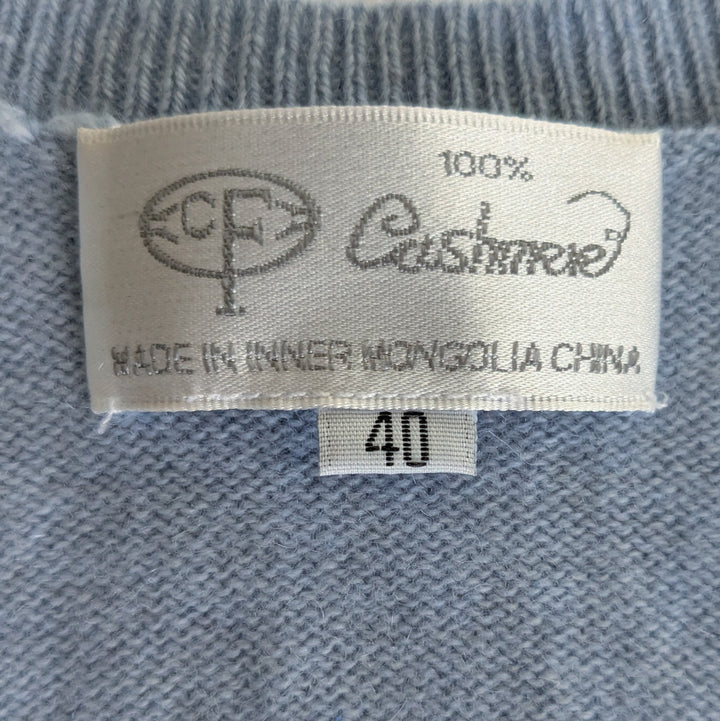 100%
CF Cashmere
MADE IN INNER MONGOLIA CHINA
40